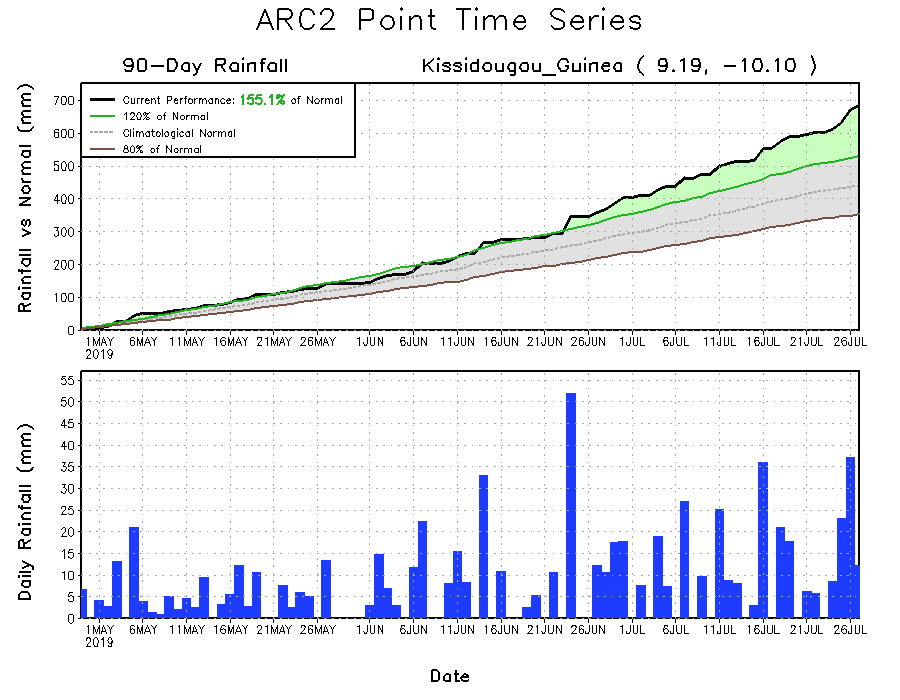 ARC2 Point Time Series
90-Day Rainfall
Kissidougou_Guinea ( 9.19, -10.10 )
Rainfall vs Normal (mm)
700
600
500
400
300
200
100
0
Current Performance: 155.1% of Normal
120% of Normal
Climatological Normal
80% of Normal
1MAY 6MAY 11MAY 16MAY 21MAY 26MAY 1JUN 6JUN 11JUN 16JUN 21JUN 26JUN 1JUL 6JUL 11JUL 16JUL 21JUL 26JUL
2019
Daily Rainfall (mm)
55
50
45
40
35
30
25
20
15
10
5
0
1MAY 6MAY 11MAY 16MAY 21MAY 26MAY 1JUN 6JUN 11JUN 16JUN 21JUN 26JUN 1JUL 6JUL 11JUL 16JUL 21JUL 26JUL
2019
Date